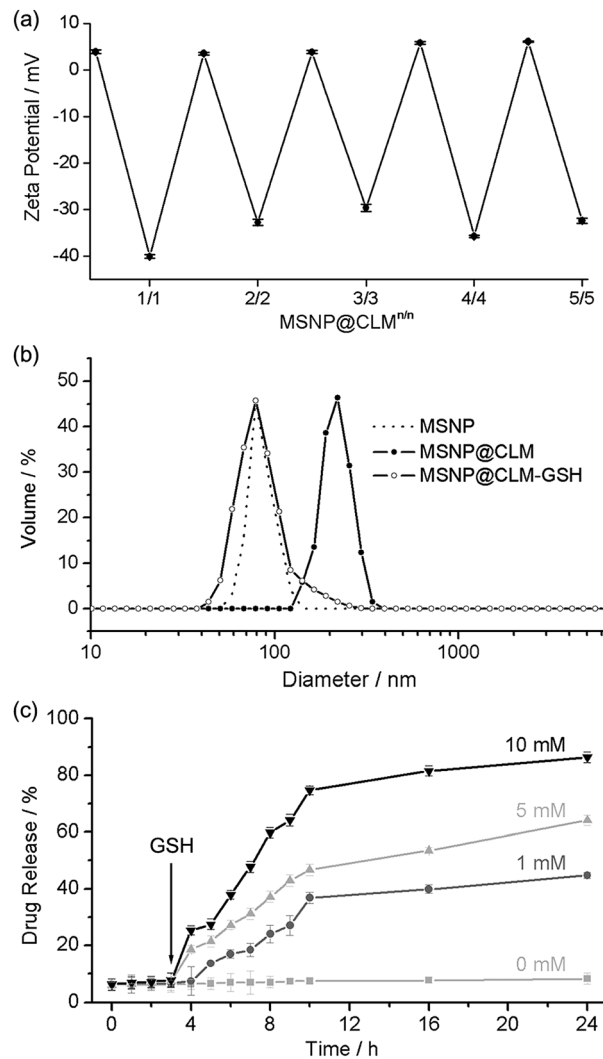 (a)
10
0
-10
-20
-30
-40
Zeta Potential / mV
1/1 2/2 3/3 4/4 5/5
MSNP@CLMⁿ/ⁿ
(b)
50
40
30
20
10
0
Volume / %
MSNP
MSNP@CLM
MSNP@CLM-GSH
10 100 1000
Diameter / nm
(c)
100
80
60
40
20
0
Drug Release / %
GSH
10 mM
5 mM
1 mM
0 mM
0 4 8 12 16 20 24
Time / h